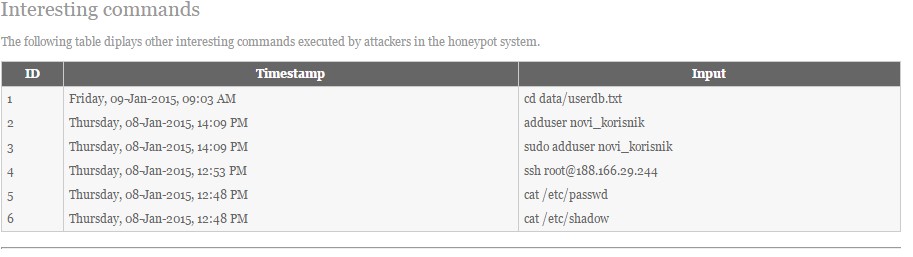 Interesting commands
The following table diplays other interesting commands executed by attackers in the honeypot system.
ID Timestamp Input
1 Friday, 09-Jan-2015, 09:03 AM cd data/userdb.txt
2 Thursday, 08-Jan-2015, 14:09 PM adduser novi_korisnik
3 Thursday, 08-Jan-2015, 14:09 PM sudo adduser novi_korisnik
4 Thursday, 08-Jan-2015, 12:53 PM ssh root@188.166.29.244
5 Thursday, 08-Jan-2015, 12:48 PM cat /etc/passwd
6 Thursday, 08-Jan-2015, 12:48 PM cat /etc/shadow